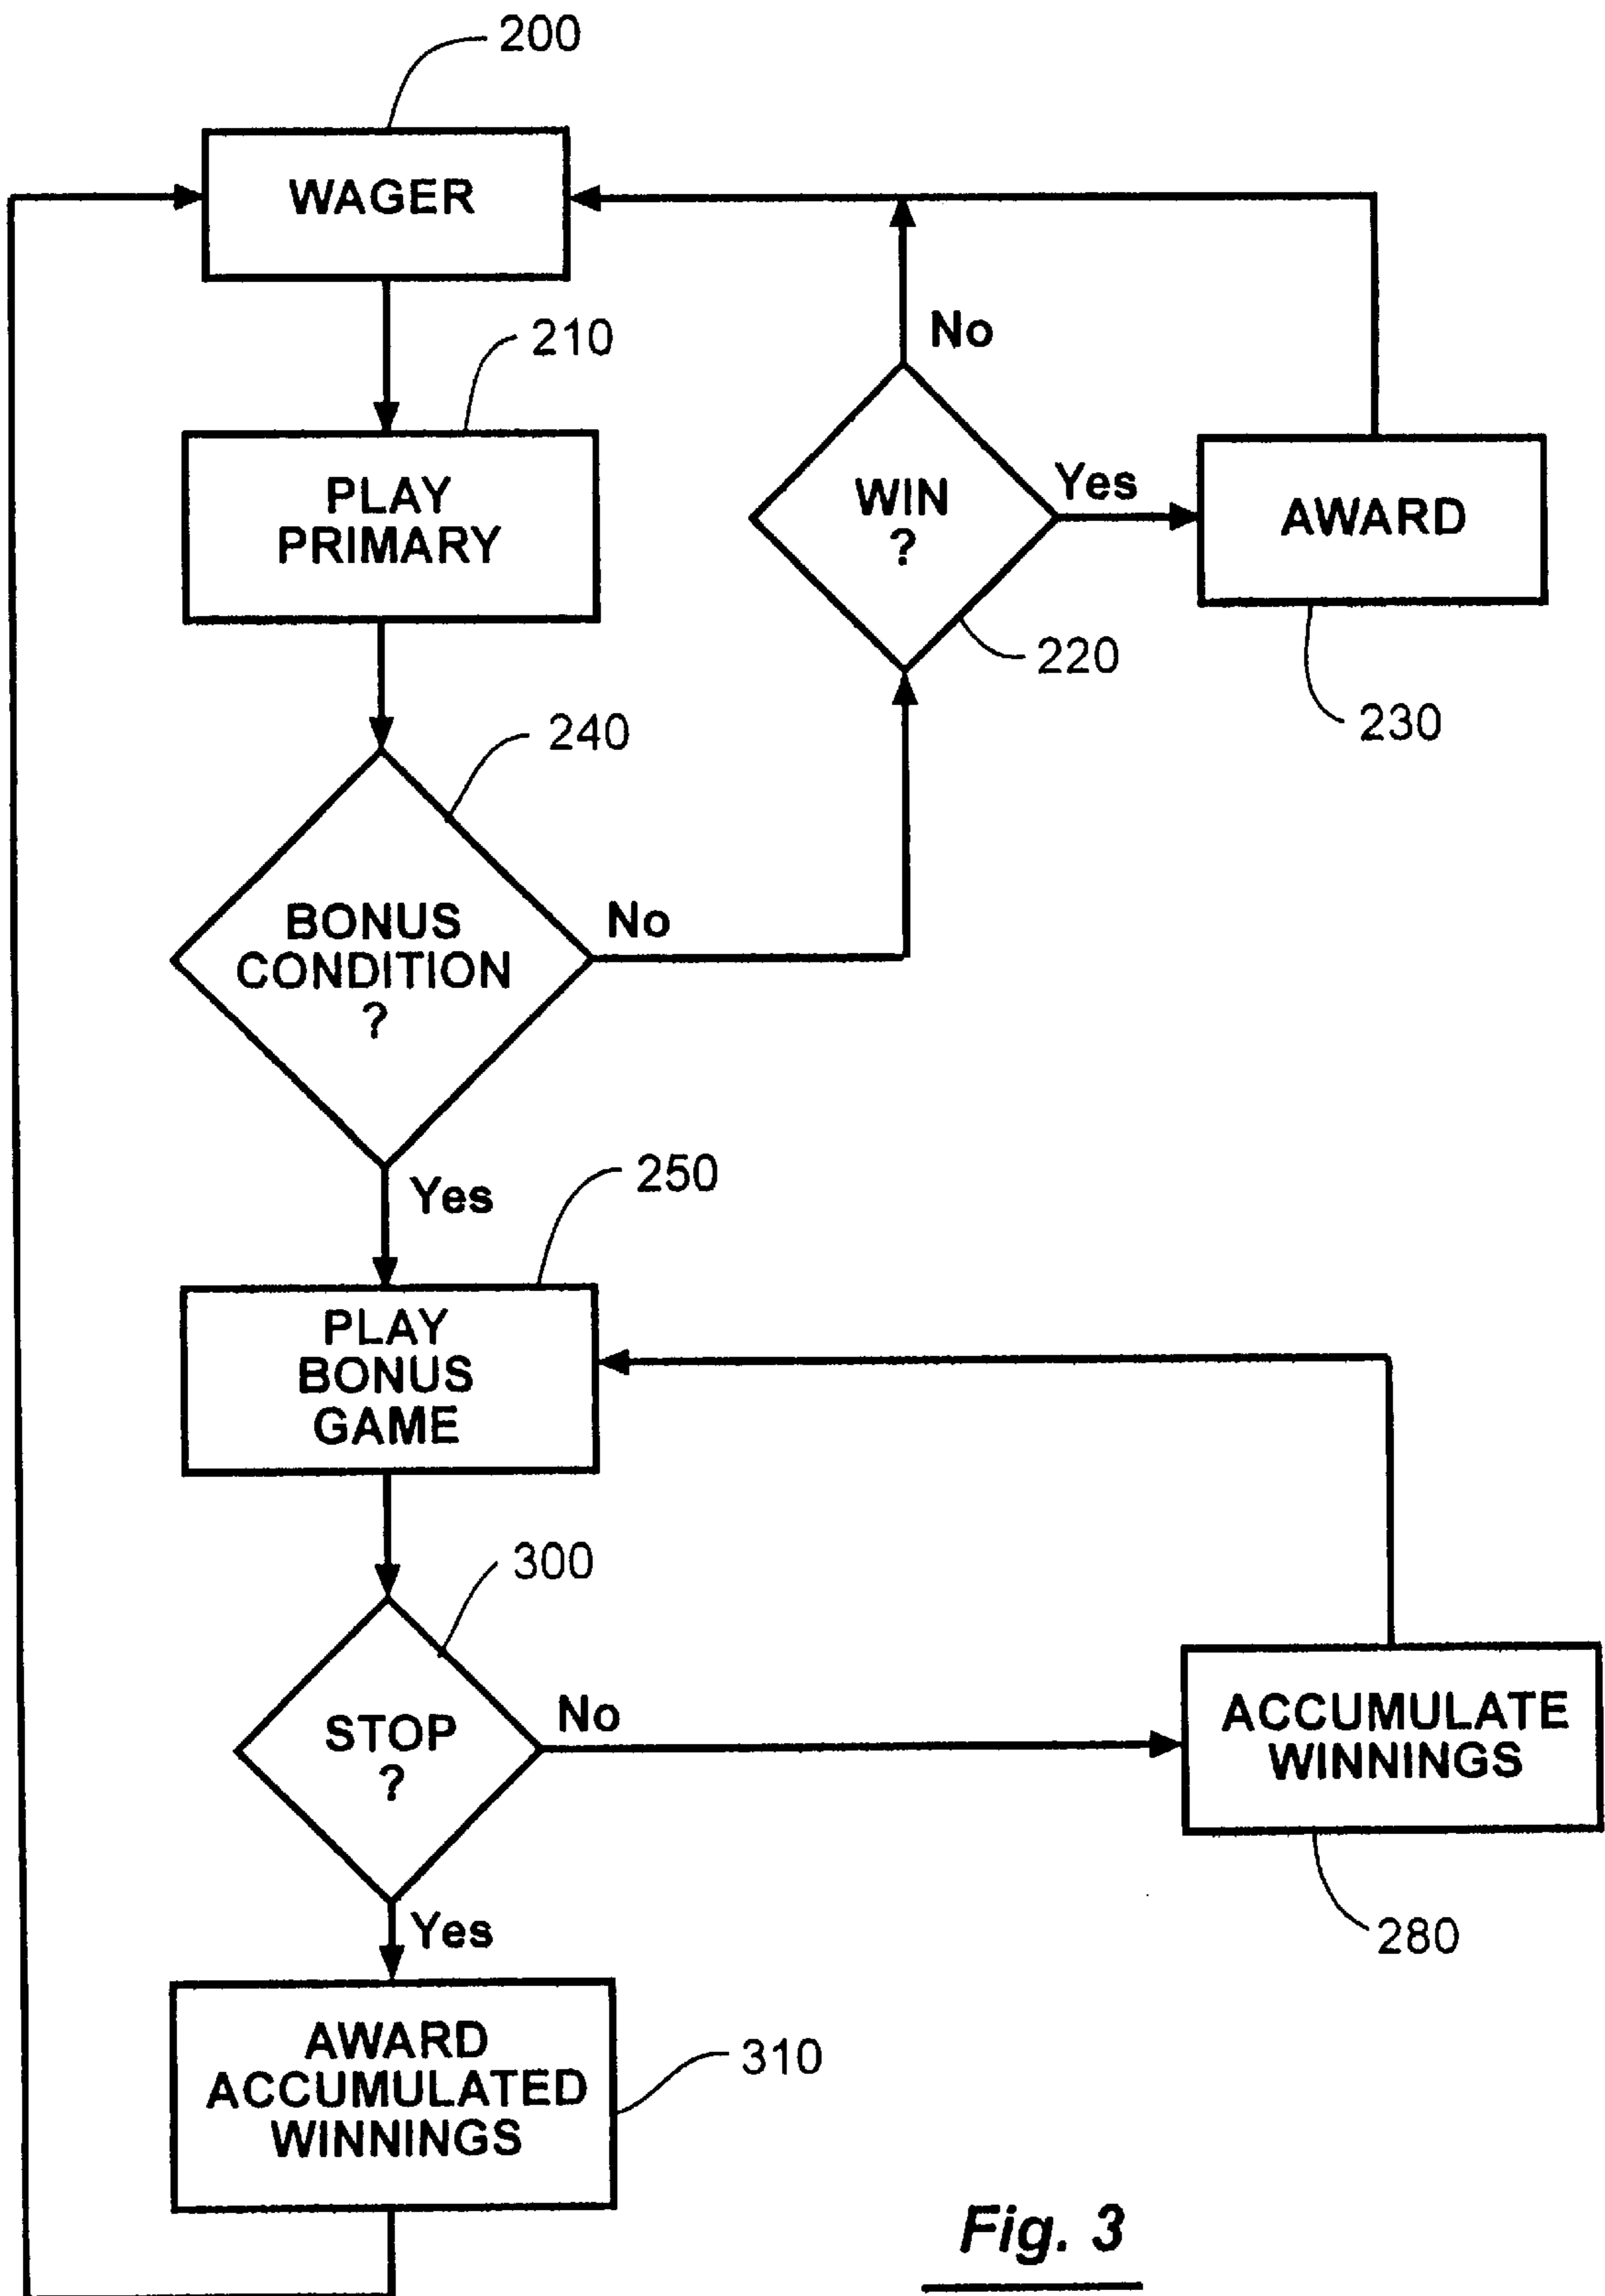 200
WAGER
210
No
PLAY
PRIMARY
WIN
?
Yes
AWARD
220
230
240
BONUS
CONDITION
?
No
Yes
250
PLAY
BONUS
GAME
300
STOP
?
No
ACCUMULATE
WINNINGS
280
Yes
AWARD
ACCUMULATED
WINNINGS
310
Fig. 3